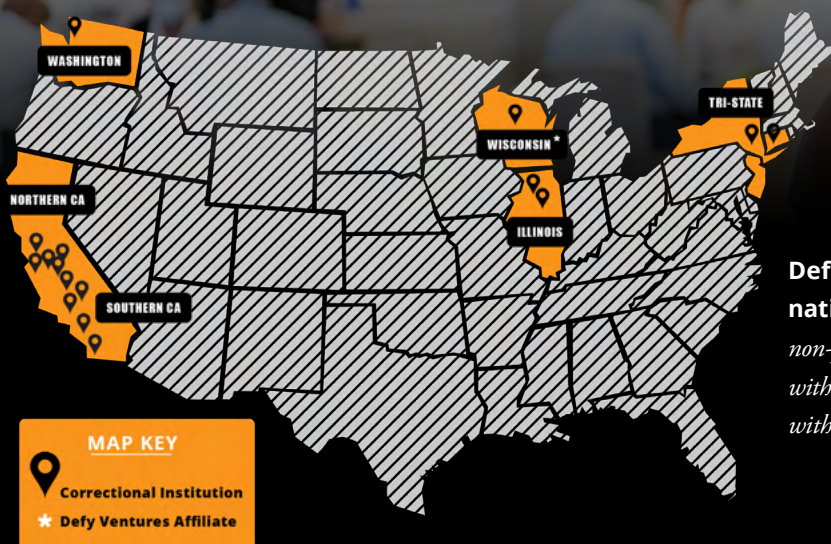 WASHINGTON
TRI-STATE
WISCONSIN*
NORTHERN CA
ILLINOIS
SOUTHERN CA
Def
nati
non-
with
with
MAP KEY
Correctional Institution
* Defy Ventures Affiliate